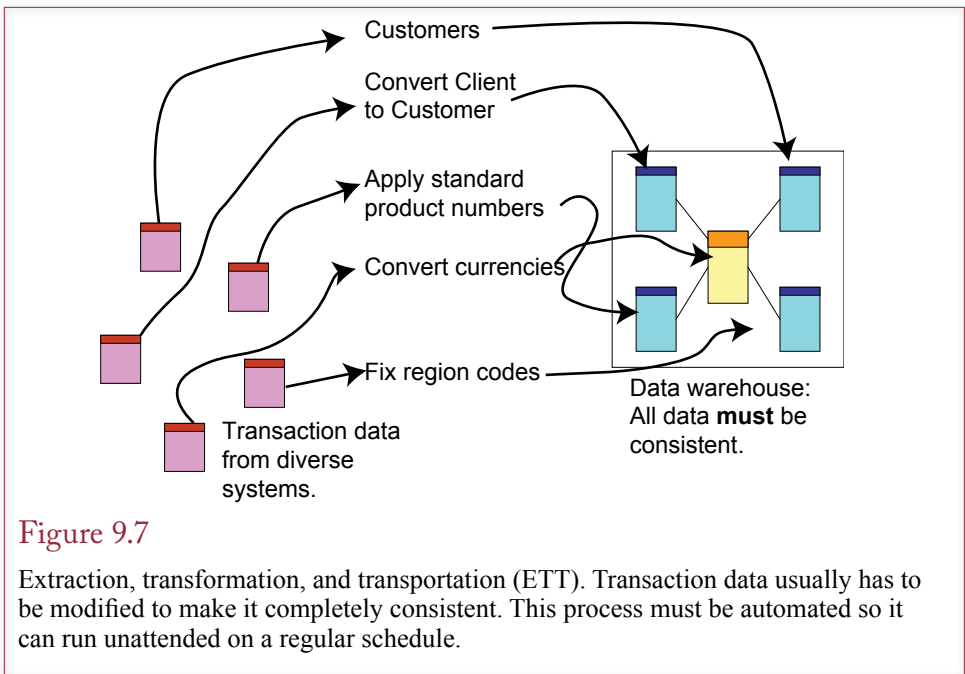 Customers
Convert Client
to Customer
Apply standard
product numbers
Convert currencies
Fix region codes
Data warehouse:
All data must be
consistent.
Transaction data
from diverse
systems.
Figure 9.7
Extraction, transformation, and transportation (ETT). Transaction data usually has to
be modified to make it completely consistent. This process must be automated so it
can run unattended on a regular schedule.